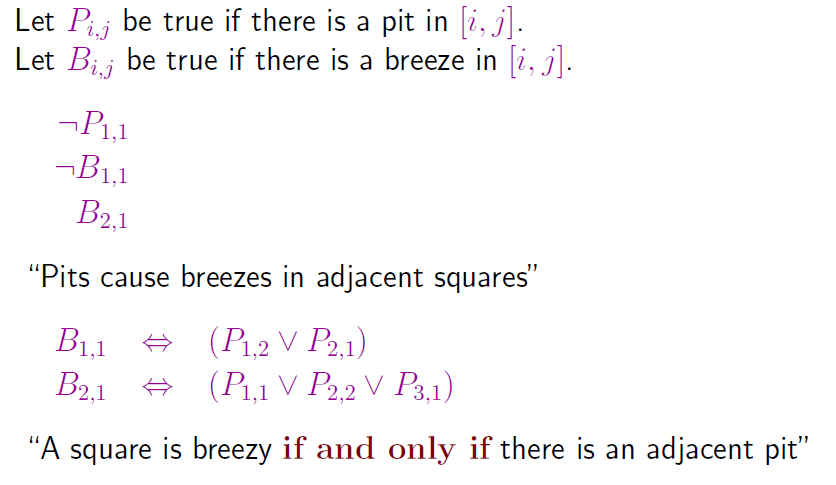 Let P_{i,j} be true if there is a pit in [i, j].
Let B_{i,j} be true if there is a breeze in [i, j].
¬P_{1,1}
¬B_{1,1}
B_{2,1}
“Pits cause breezes in adjacent squares”
B_{1,1} ⇔ (P_{1,2} ∨ P_{2,1})
B_{2,1} ⇔ (P_{1,1} ∨ P_{2,2} ∨ P_{3,1})
“A square is breezy if and only if there is an adjacent pit”